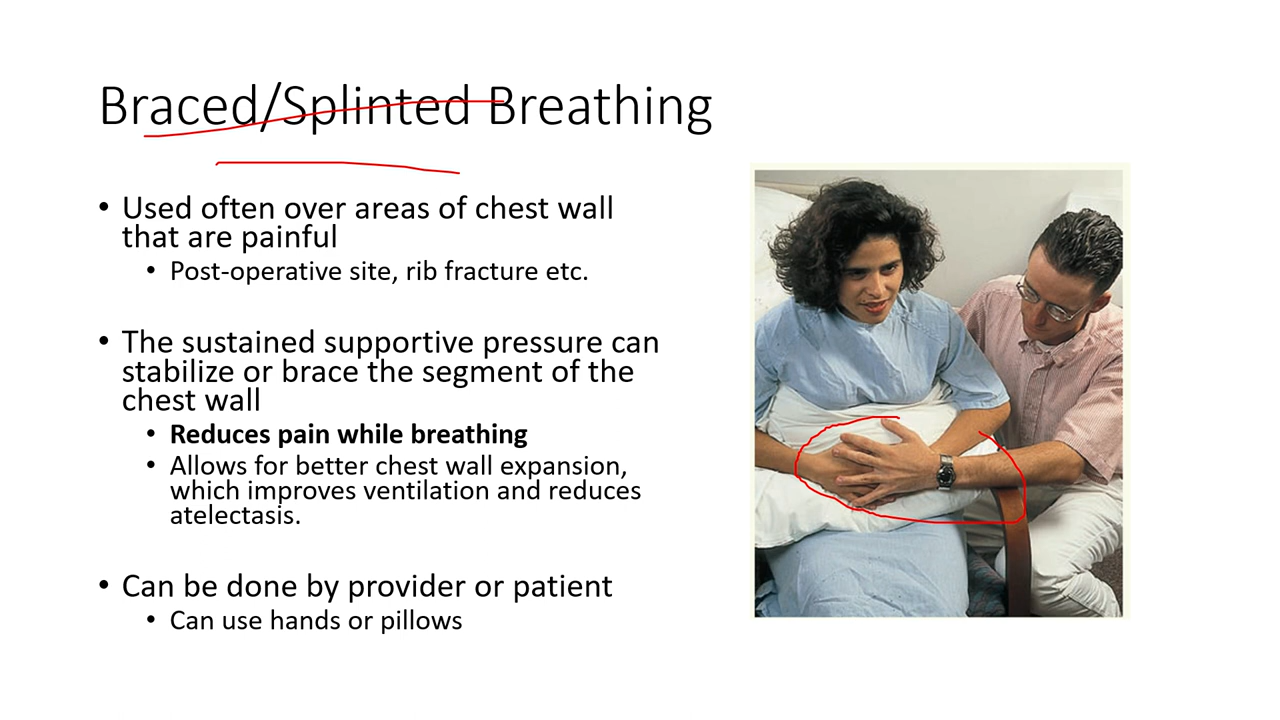 Braced/Splinted Breathing
• Used often over areas of chest wall
that are painful
• Post-operative site, rib fracture etc.
• The sustained supportive pressure can
stabilize or brace the segment of the
chest wall
• Reduces pain while breathing
• Allows for better chest wall expansion,
which improves ventilation and reduces
atelectasis.
• Can be done by provider or patient
• Can use hands or pillows